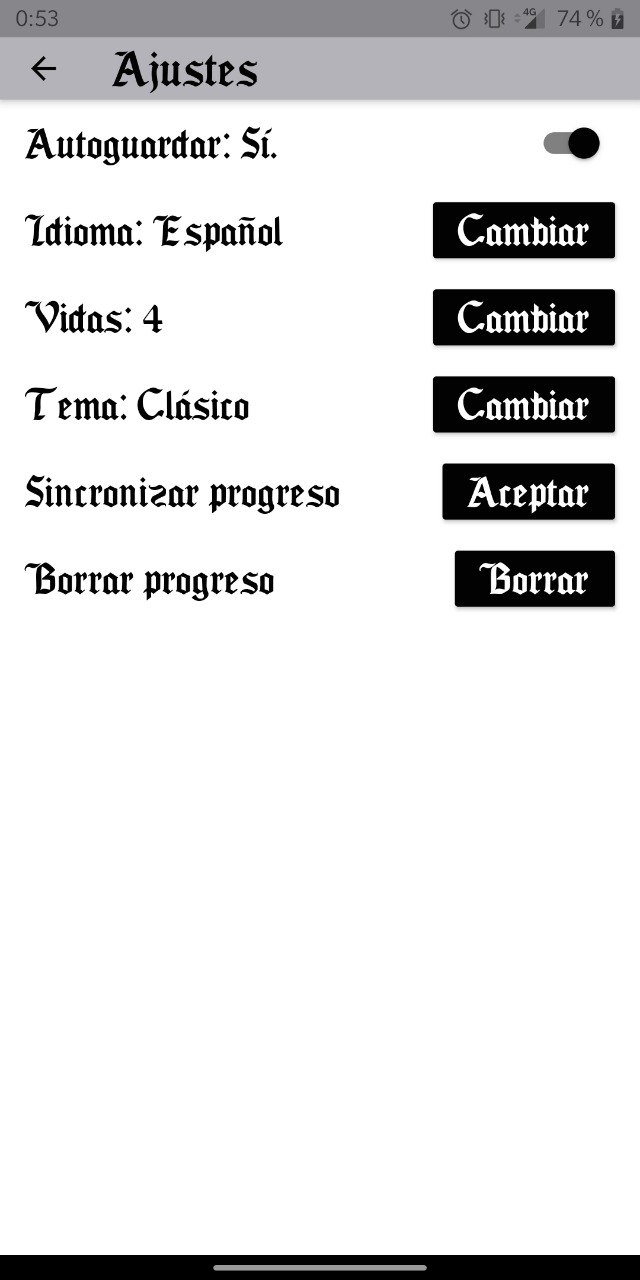 0:53 4G 74 %
Ajustes
Autoguardar: Sí.
Idioma: Español Cambiar
Vidas: 4 Cambiar
Tema: Clásico Cambiar
Sincronizar progreso Aceptar
Borrar progreso Borrar